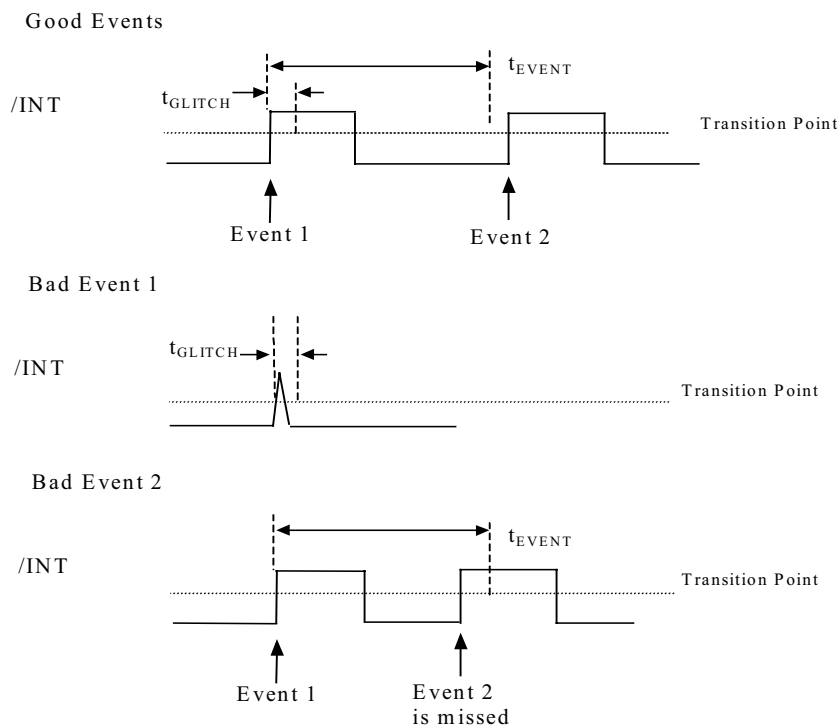 Good Events
tEVENT
tGLITCH
/INT
Transition Point
Event 1
Event 2
Bad Event 1
tGLITCH
/INT
Transition Point
Bad Event 2
tEVENT
/INT
Transition Point
Event 1
Event 2
is missed